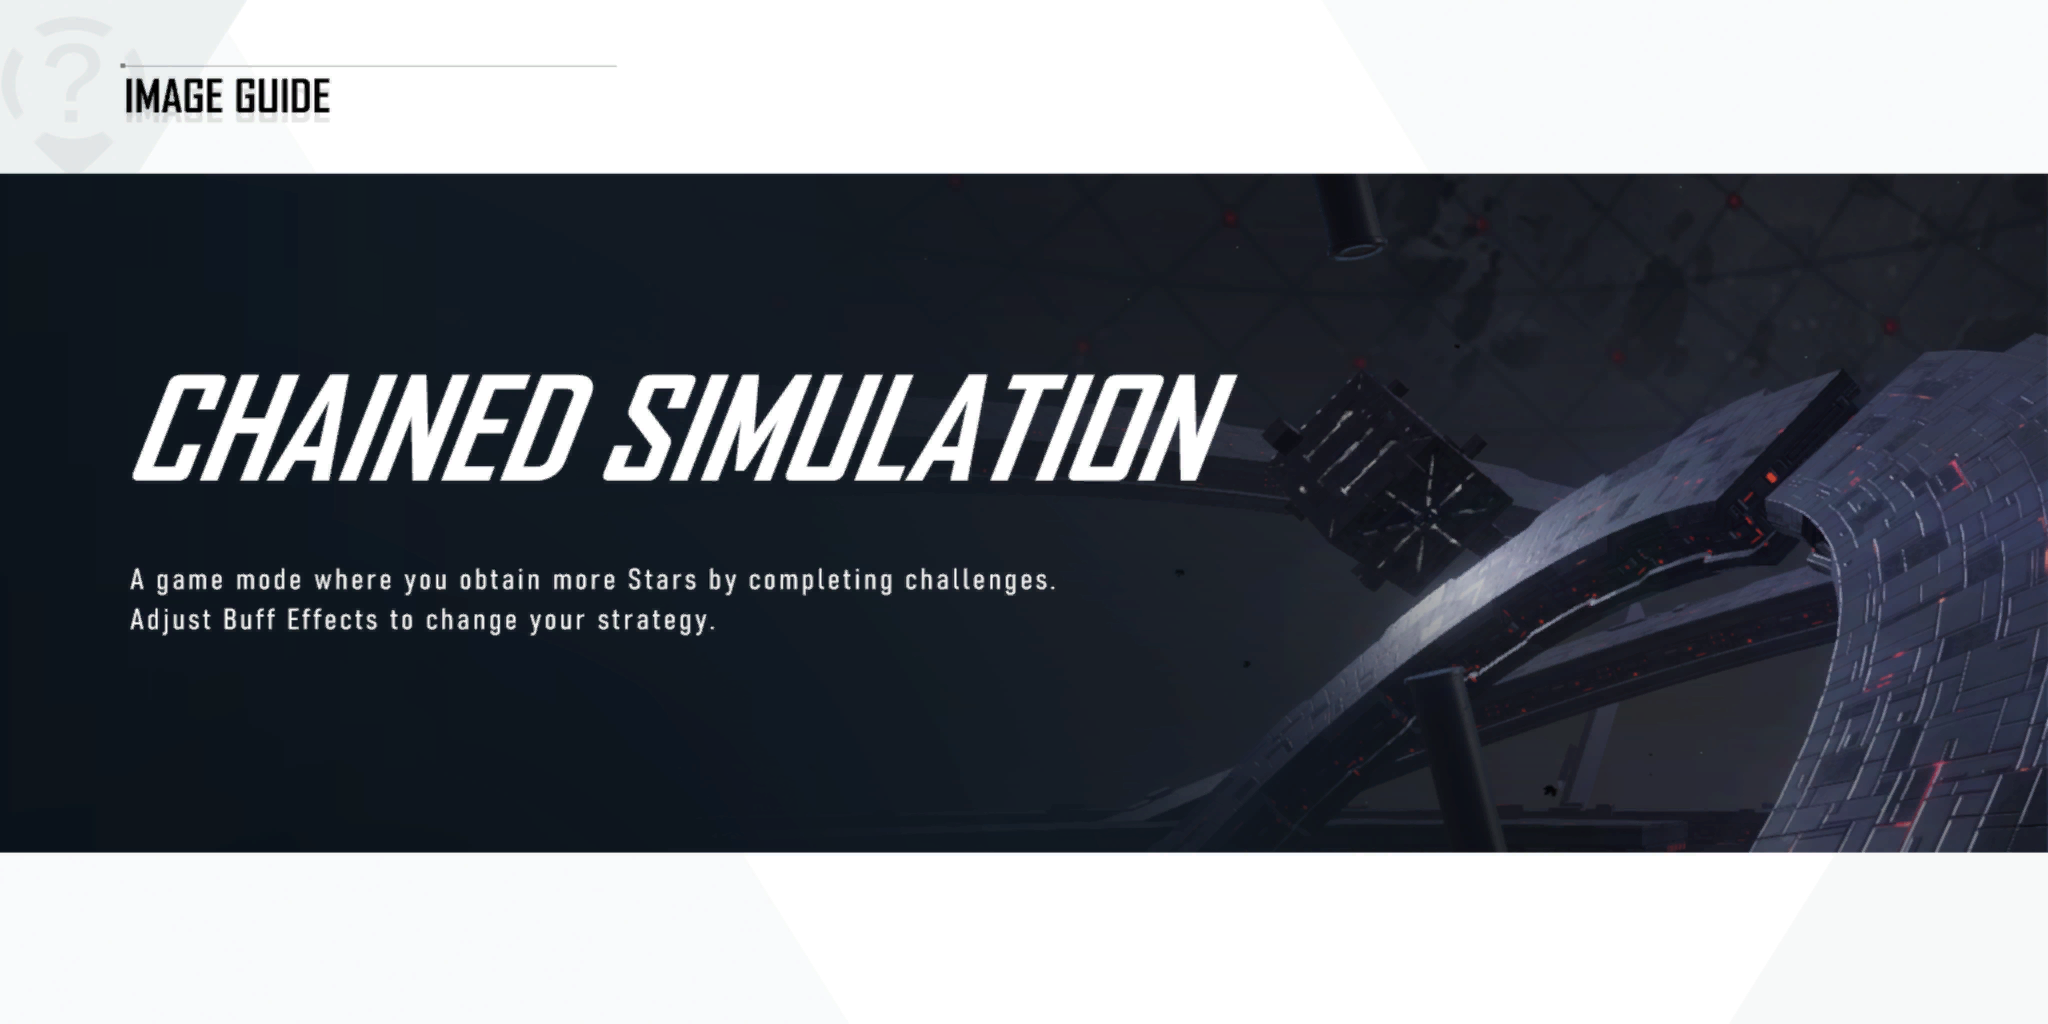 IMAGE GUIDE
CHAINED SIMULATION
A game mode where you obtain more Stars by completing challenges.
Adjust Buff Effects to change your strategy.